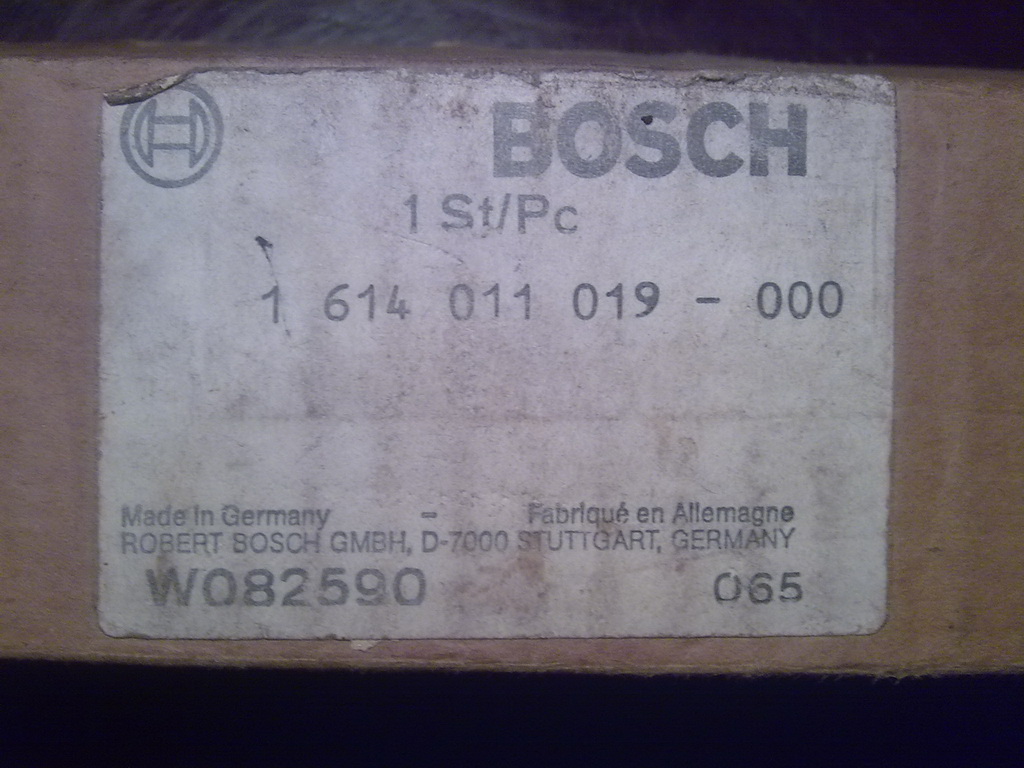 BOSCH
1 St/Pc
1 614 011 019 - 000
Made in Germany - Fabriqué en Allemagne
ROBERT BOSCH GMBH, D-7000 STUTTGART, GERMANY
W082590 065